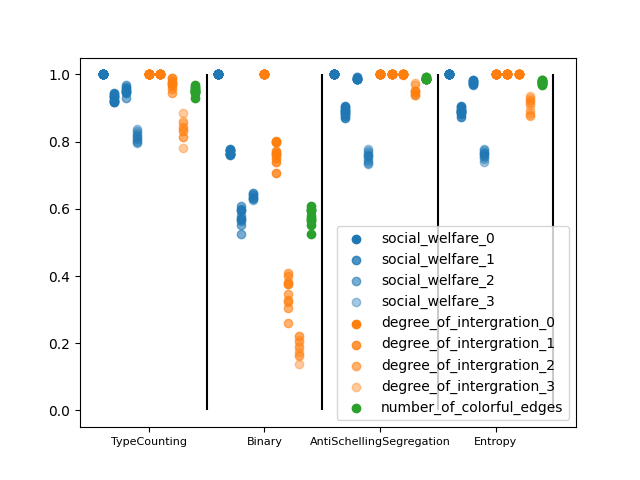 1.0
0.8
0.6
0.4
0.2
0.0
social_welfare_0
social_welfare_1
social_welfare_2
social_welfare_3
degree_of_intergration_0
degree_of_intergration_1
degree_of_intergration_2
degree_of_intergration_3
number_of_colorful_edges
TypeCounting Binary AntiSchellingSegregation Entropy